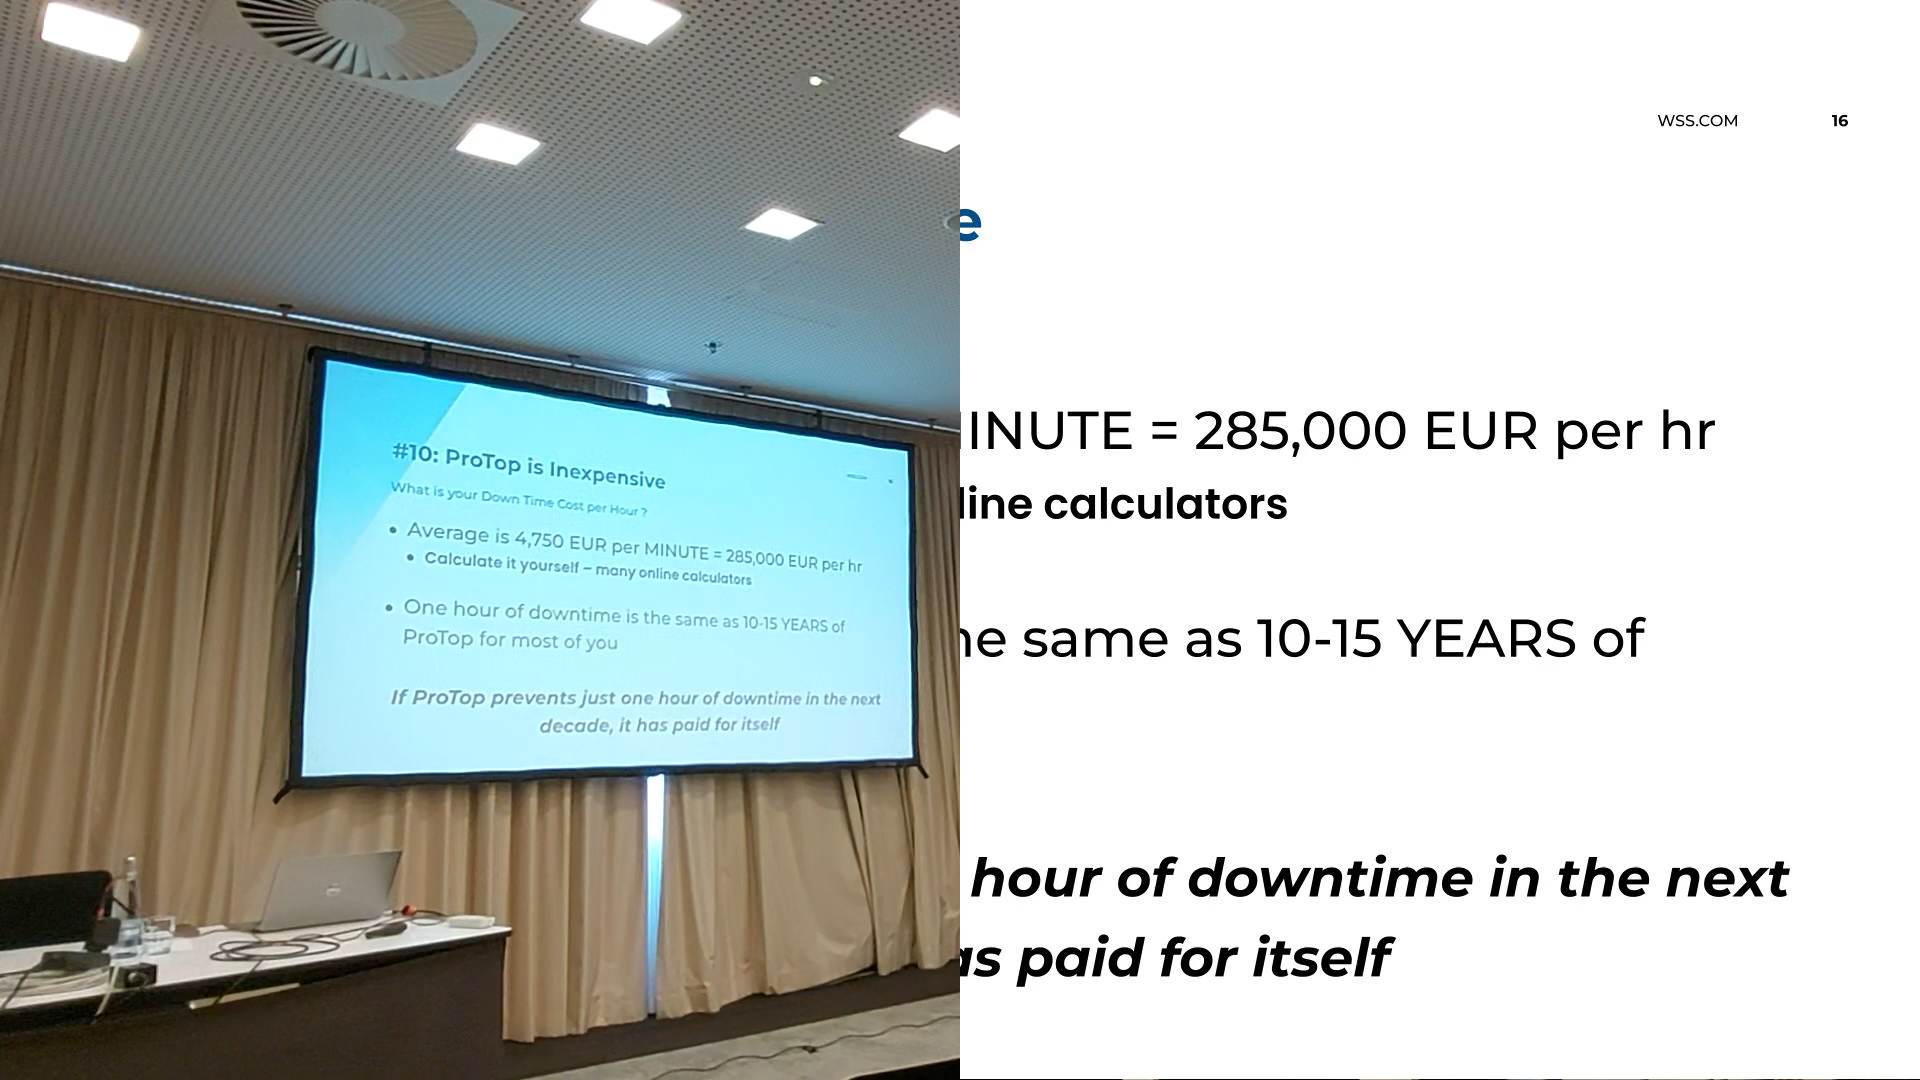 #10: ProTop is Inexpensive
What is your Down Time Cost per Hour ?
• Average is 4,750 EUR per MINUTE = 285,000 EUR per hr
• Calculate it yourself – many online calculators
• One hour of downtime is the same as 10-15 YEARS of
ProTop for most of you
If ProTop prevents just one hour of downtime in the next
decade, it has paid for itself
WSS.COM 16
e
MINUTE = 285,000 EUR per hr
line calculators
he same as 10-15 YEARS of
hour of downtime in the next
as paid for itself